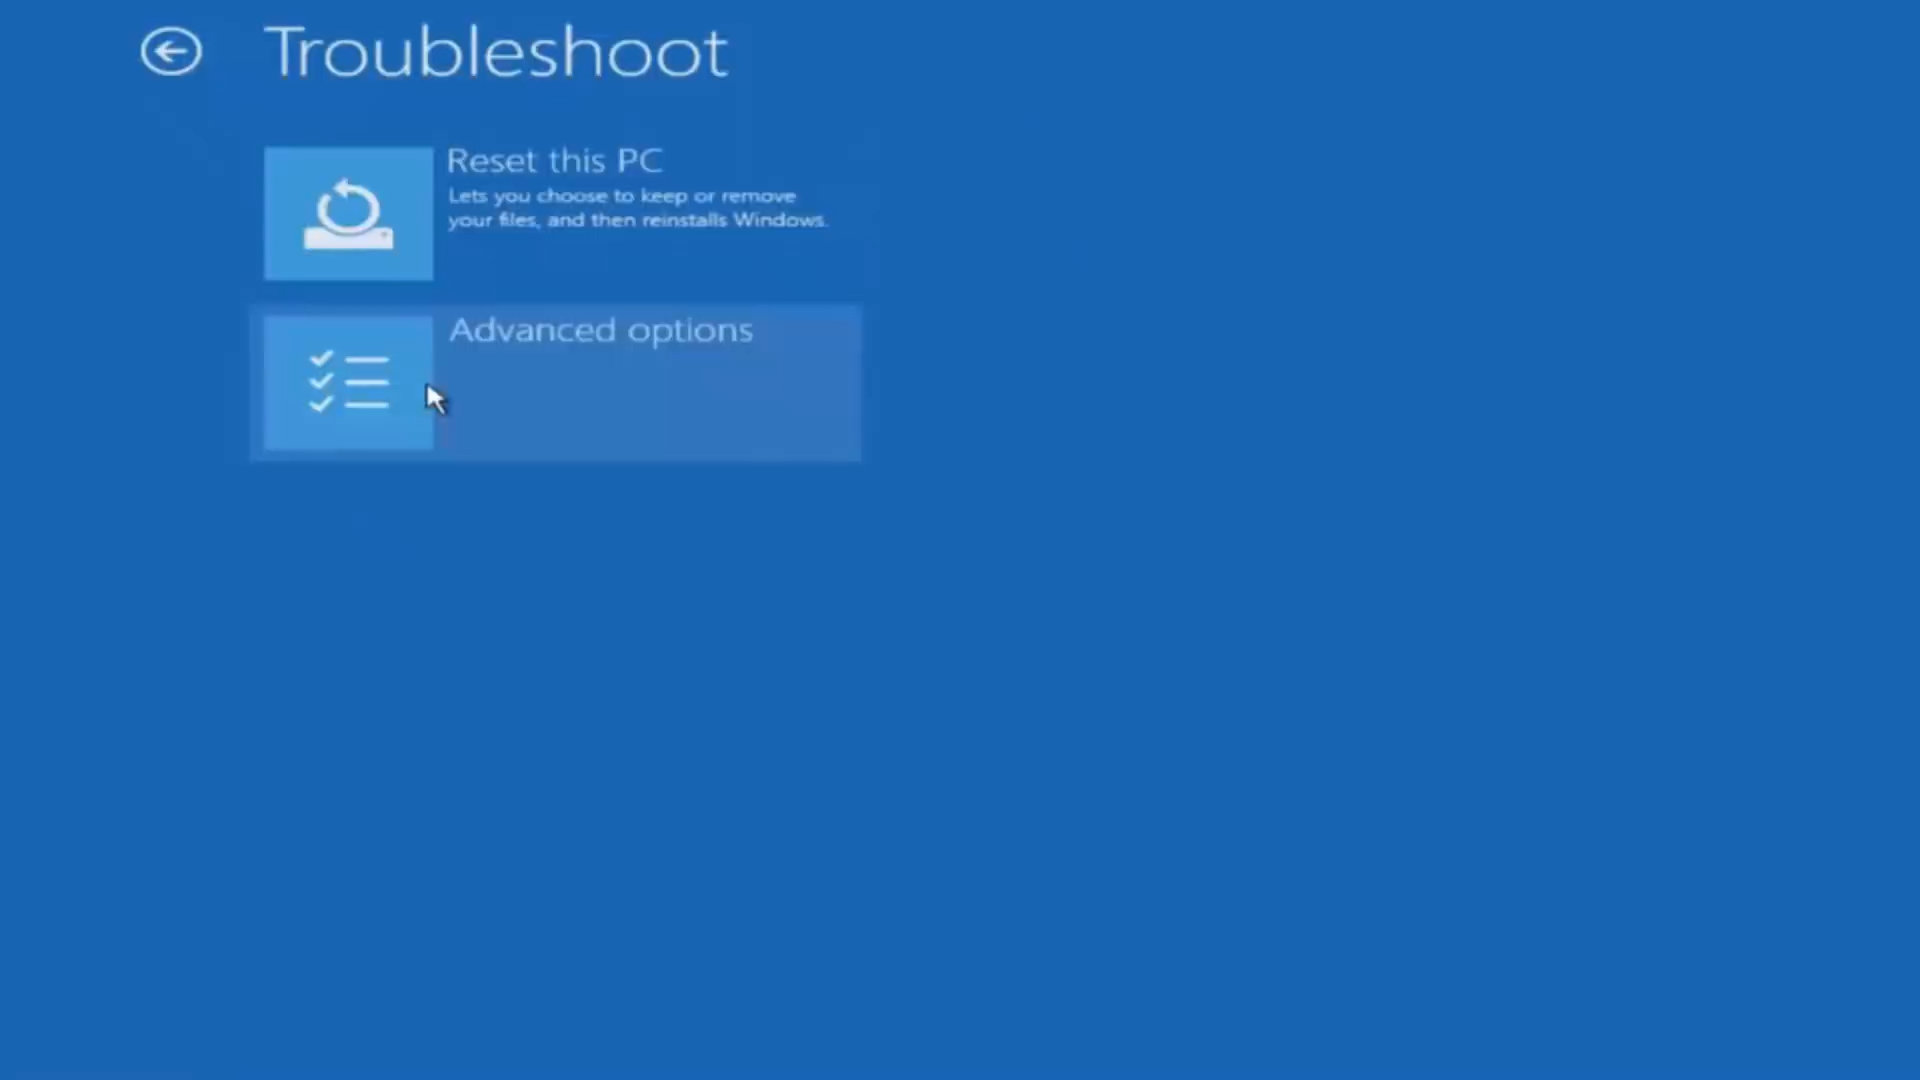 Troubleshoot
Reset this PC
Lets you choose to keep or remove
your files, and then reinstalls Windows.
Advanced options